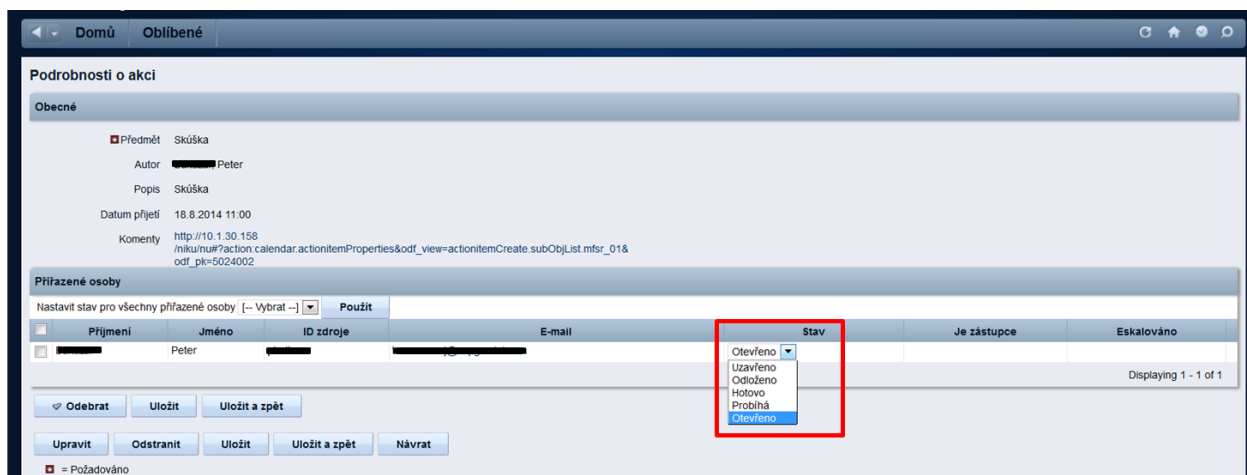 Domů Oblíbené
Podrobnosti o akci
Obecné
Předmět Skúška
Autor Peter
Popis Skúška
Datum přijetí 18.8.2014 11:00
Komenty http://10.1.30.158
/niku/nu#?action:calendar.actionitemProperties&odf_view=actionitemCreate.subObjList.mfsr_01&
odf_pk=5024002
Přiřazené osoby
Nastavit stav pro všechny přiřazené osoby [-- Vybrat --] Použít
Příjmení Jméno ID zdroje E-mail Stav Je zástupce Eskalováno
Peter Otevřeno
Uzavřeno
Odloženo
Hotovo
Probíhá
Otevřeno
Displaying 1 - 1 of 1
Odebrat Uložit Uložit a zpět
Upravit Odstranit Uložit Uložit a zpět Návrat
= Požadováno